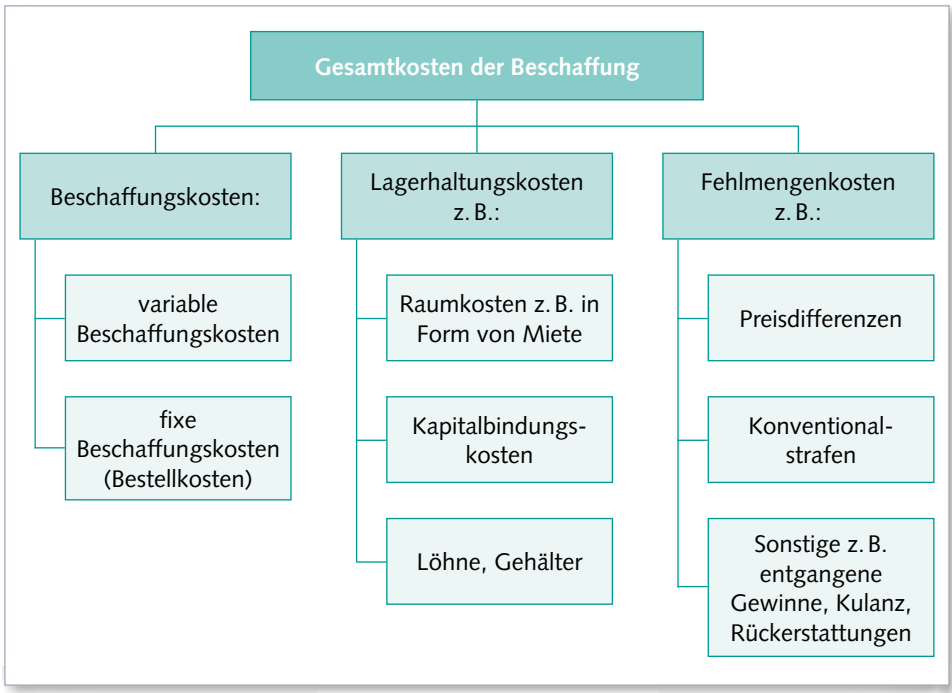 Gesamtkosten der Beschaffung
Beschaffungskosten:
variable
Beschaffungskosten
fixe
Beschaffungskosten
(Bestellkosten)
Lagerhaltungskosten
z. B.:
Raumkosten z. B. in
Form von Miete
Kapitalbindungs-
kosten
Löhne, Gehälter
Fehlmengenkosten
z. B.:
Preisdifferenzen
Konventional-
strafen
Sonstige z. B.
entgangene
Gewinne, Kulanz,
Rückerstattungen